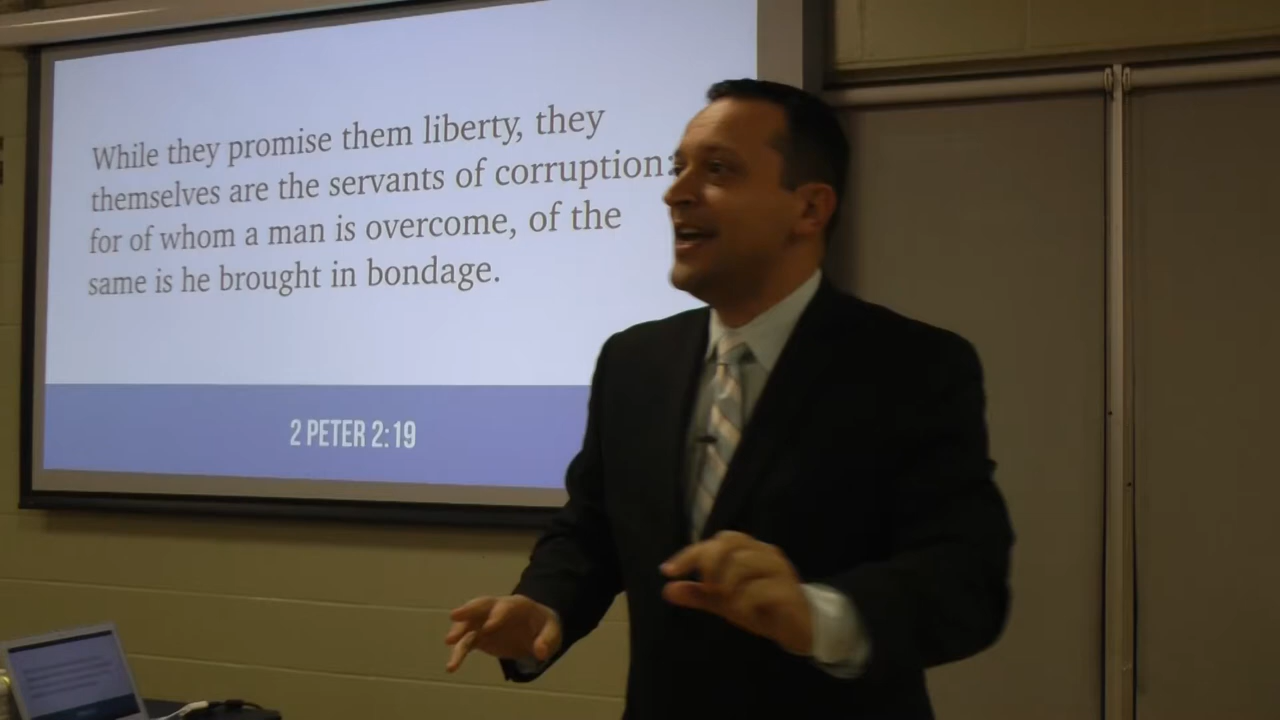 While they promise them liberty, they
themselves are the servants of corruption:
for of whom a man is overcome, of the
same is he brought in bondage.
2 PETER 2:19